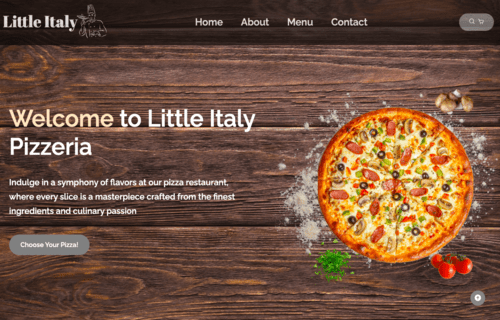 Little Italy
Home About Menu Contact
Welcome to Little Italy
Pizzeria
Indulge in a symphony of flavors at our pizza restaurant,
where every slice is a masterpiece crafted from the finest
ingredients and culinary passion
Choose Your Pizza!